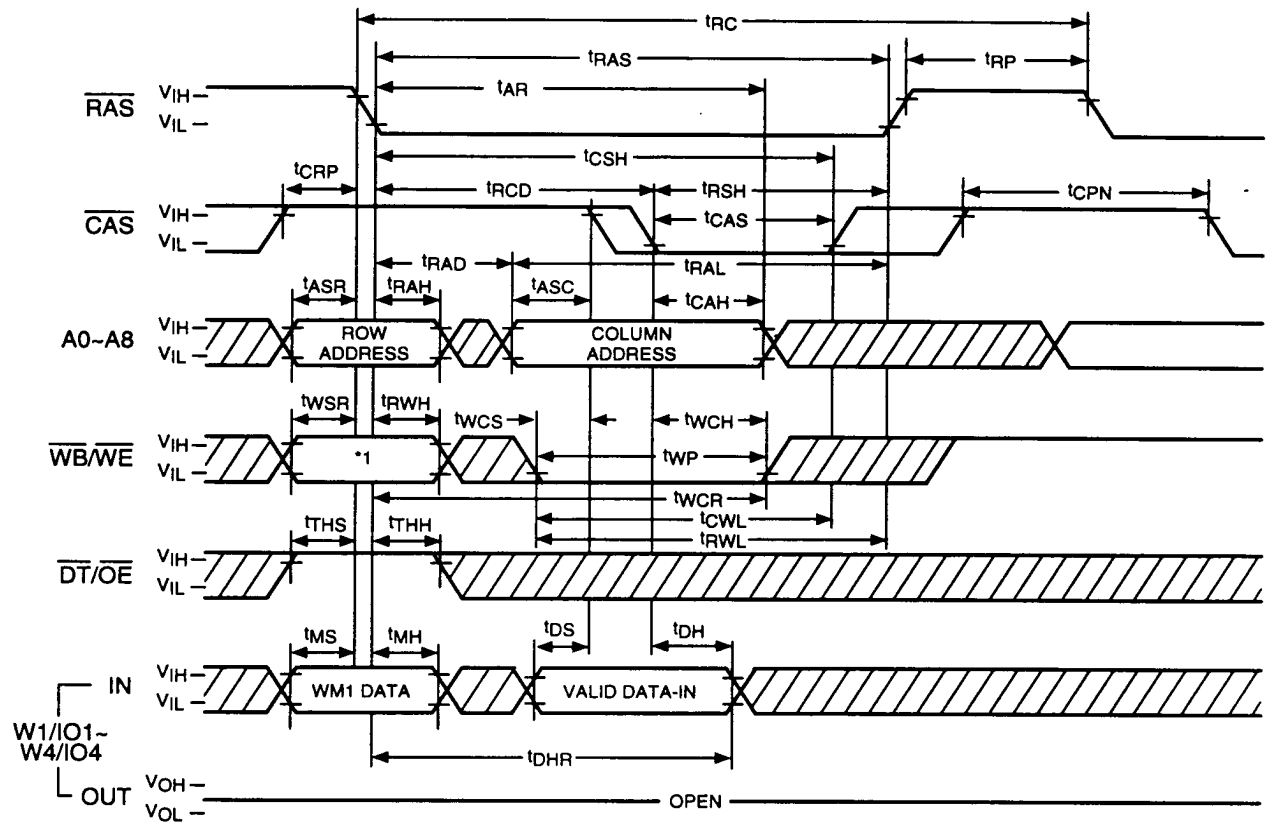 tRC
tRAS
tRP
tAR
RAS VIH
VIL
tCSH
tCRP
tRCD
tRSH
tCPN
CAS VIH
VIL
tCAS
tRAD
tRAL
tASR
tRAH
tASC
tCAH
A0~A8 VIH
VIL
ROW ADDRESS
COLUMN ADDRESS
tWSR
tRWH
tWCS
tWCH
WB/WE VIH
VIL
*1
tWP
tWCR
tCWL
tRWL
tTHS
tTHH
DT/OE VIH
VIL
tMS
tMH
tDS
tDH
IN VIH
VIL
WM1 DATA
VALID DATA-IN
W1/IO1~
W4/IO4
tDHR
OUT VOH
VOL
OPEN